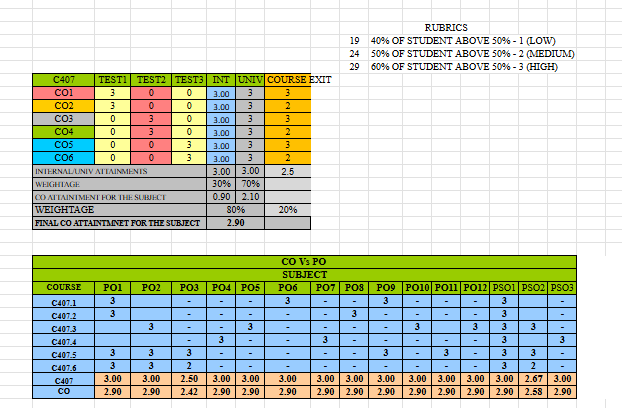 RUBRICS
19 40% OF STUDENT ABOVE 50% - 1 (LOW)
24 50% OF STUDENT ABOVE 50% - 2 (MEDIUM)
29 60% OF STUDENT ABOVE 50% - 3 (HIGH)
C407 TEST1 TEST2 TEST3 INT UNIV COURSE EXIT
CO1 3 0 0 3.00 3 3
CO2 3 0 0 3.00 3 2
CO3 0 3 0 3.00 3 3
CO4 0 3 0 3.00 3 2
CO5 0 0 3 3.00 3 3
CO6 0 0 3 3.00 3 2
INTERNAL/UNIV ATTAINMENTS 3.00 3.00 2.5
WEIGHTAGE 30% 70%
CO ATTAINTMENT FOR THE SUBJECT 0.90 2.10
WEIGHTAGE 80% 20%
FINAL CO ATTAINTMNET FOR THE SUBJECT 2.90
CO Vs PO
SUBJECT
COURSE PO1 PO2 PO3 PO4 PO5 PO6 PO7 PO8 PO9 PO10 PO11 PO12 PSO1 PSO2 PSO3
C407.1 3 - - - 3 - - 3 - - - 3 -
C407.2 3 - - - - - 3 - - - - 3 -
C407.3 3 - - 3 - - - - 3 - 3 3 3 -
C407.4 - 3 - - 3 - - - - - 3 3
C407.5 3 3 3 - - - - - 3 - 3 - 3 3 -
C407.6 3 3 2 - - - - - - - - - 3 2 -
C407 3.00 3.00 2.50 3.00 3.00 3.00 3.00 3.00 3.00 3.00 3.00 3.00 3.00 2.67 3.00
CO 2.90 2.90 2.42 2.90 2.90 2.90 2.90 2.90 2.90 2.90 2.90 2.90 2.90 2.58 2.90